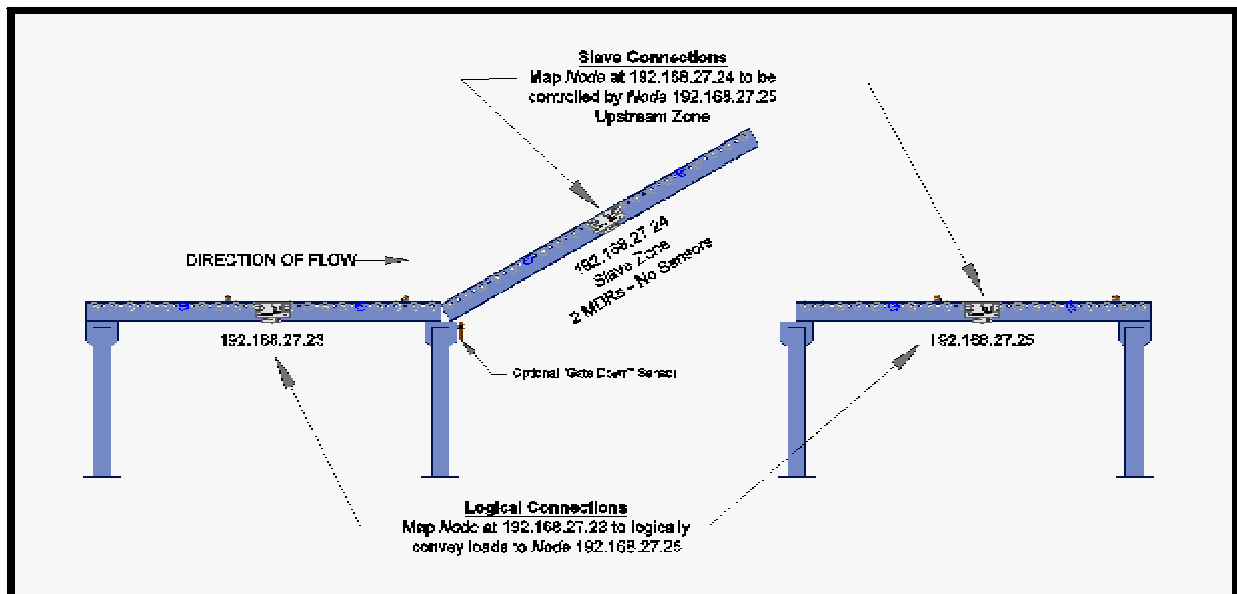 Slave Connections
Map Node at 192.168.27.24 to be
controlled by Node 192.168.27.25
Upstream Zone
192.168.27.24
Slave Zone
2 MDRs - No Sensors
DIRECTION OF FLOW
192.168.27.23
192.168.27.25
Optional "Gate Down" Sensor
Logical Connections
Map Node at 192.168.27.23 to logically
convey loads to Node 192.168.27.25